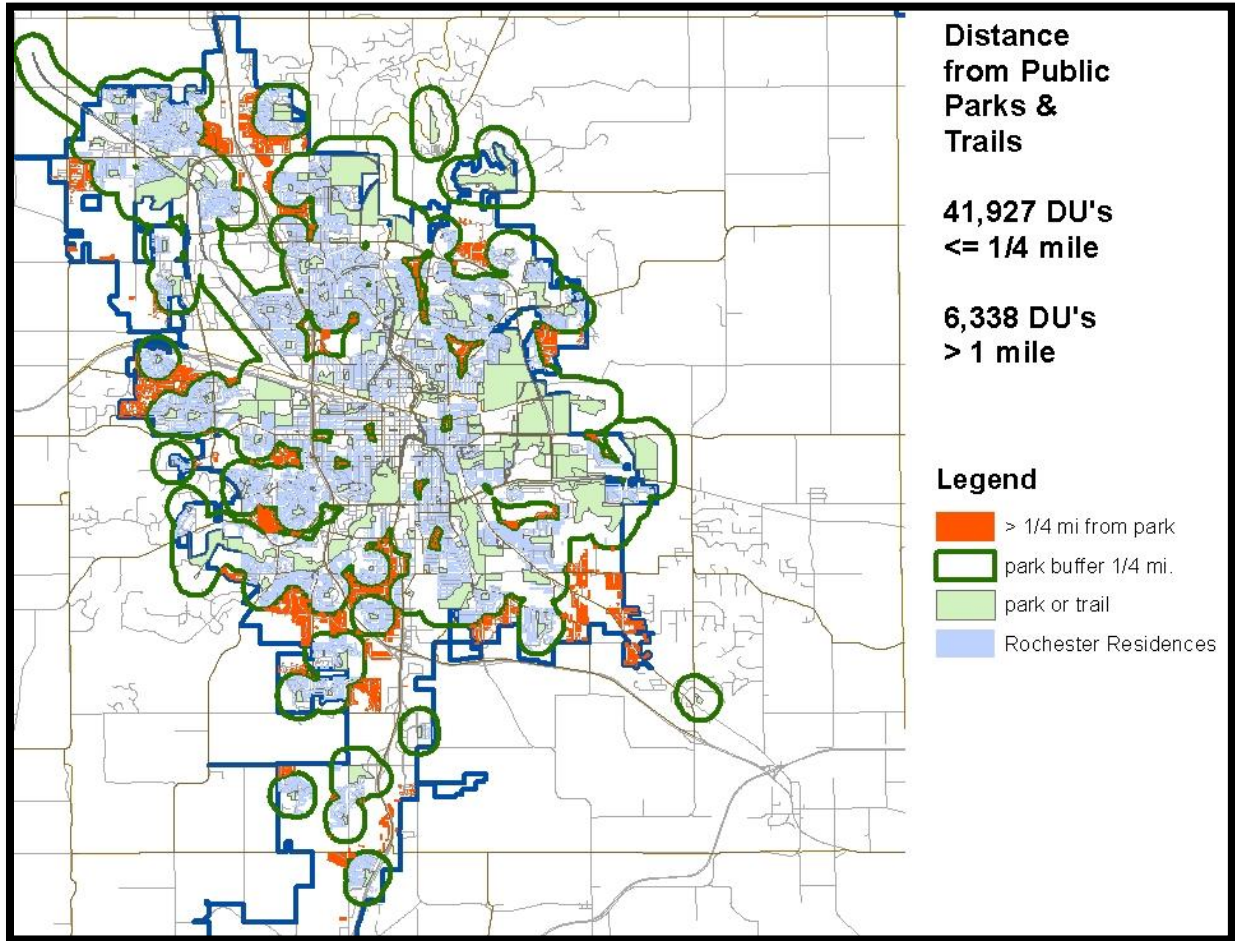 Distance
from Public
Parks &
Trails
41,927 DU's
<= 1/4 mile
6,338 DU's
> 1 mile
Legend
> 1/4 mi from park
park buffer 1/4 mi.
park or trail
Rochester Residences